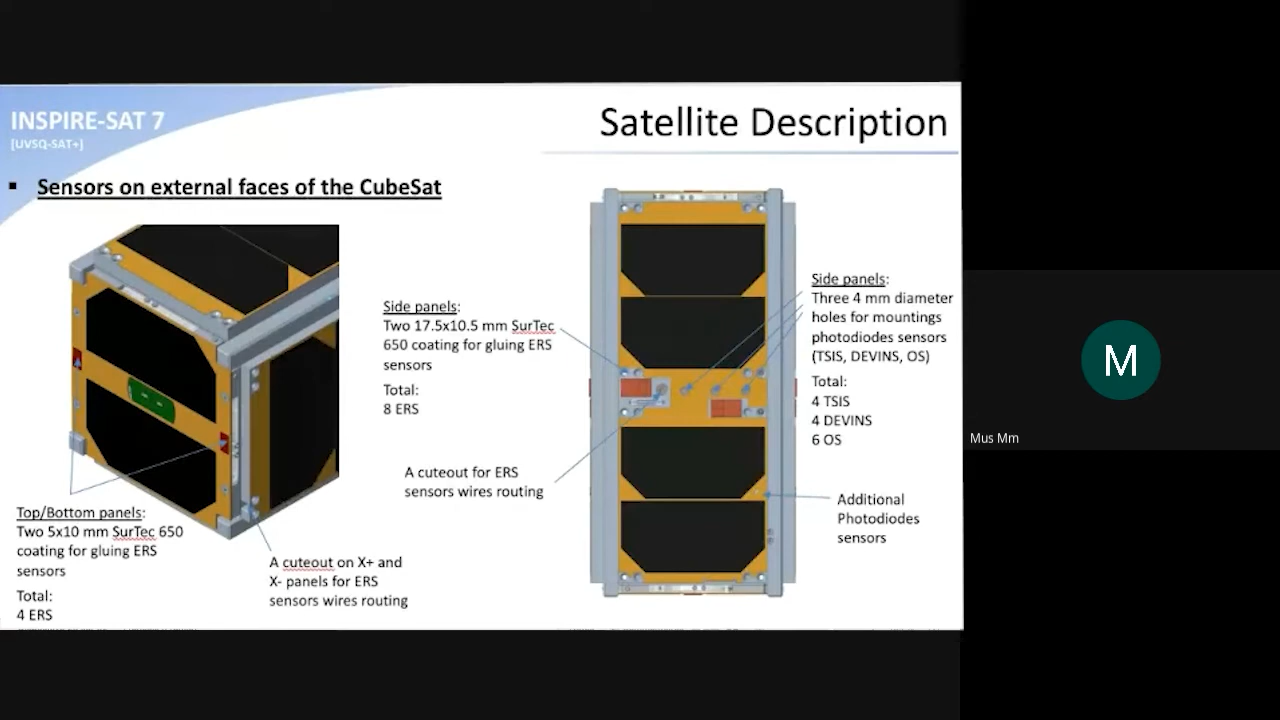 INSPIRE-SAT 7
[UVSQ-SAT+]
Satellite Description
Sensors on external faces of the CubeSat
Side panels:
Two 17.5x10.5 mm SurTec
650 coating for gluing ERS
sensors
Total:
8 ERS
A cuteout for ERS
sensors wires routing
Side panels:
Three 4 mm diameter
holes for mountings
photodiodes sensors
(TSIS, DEVINS, OS)
Total:
4 TSIS
4 DEVINS
6 OS
Additional
Photodiodes
sensors
Top/Bottom panels:
Two 5x10 mm SurTec 650
coating for gluing ERS
sensors
Total:
4 ERS
A cuteout on X+ and
X- panels for ERS
sensors wires routing
M
Mus Mm